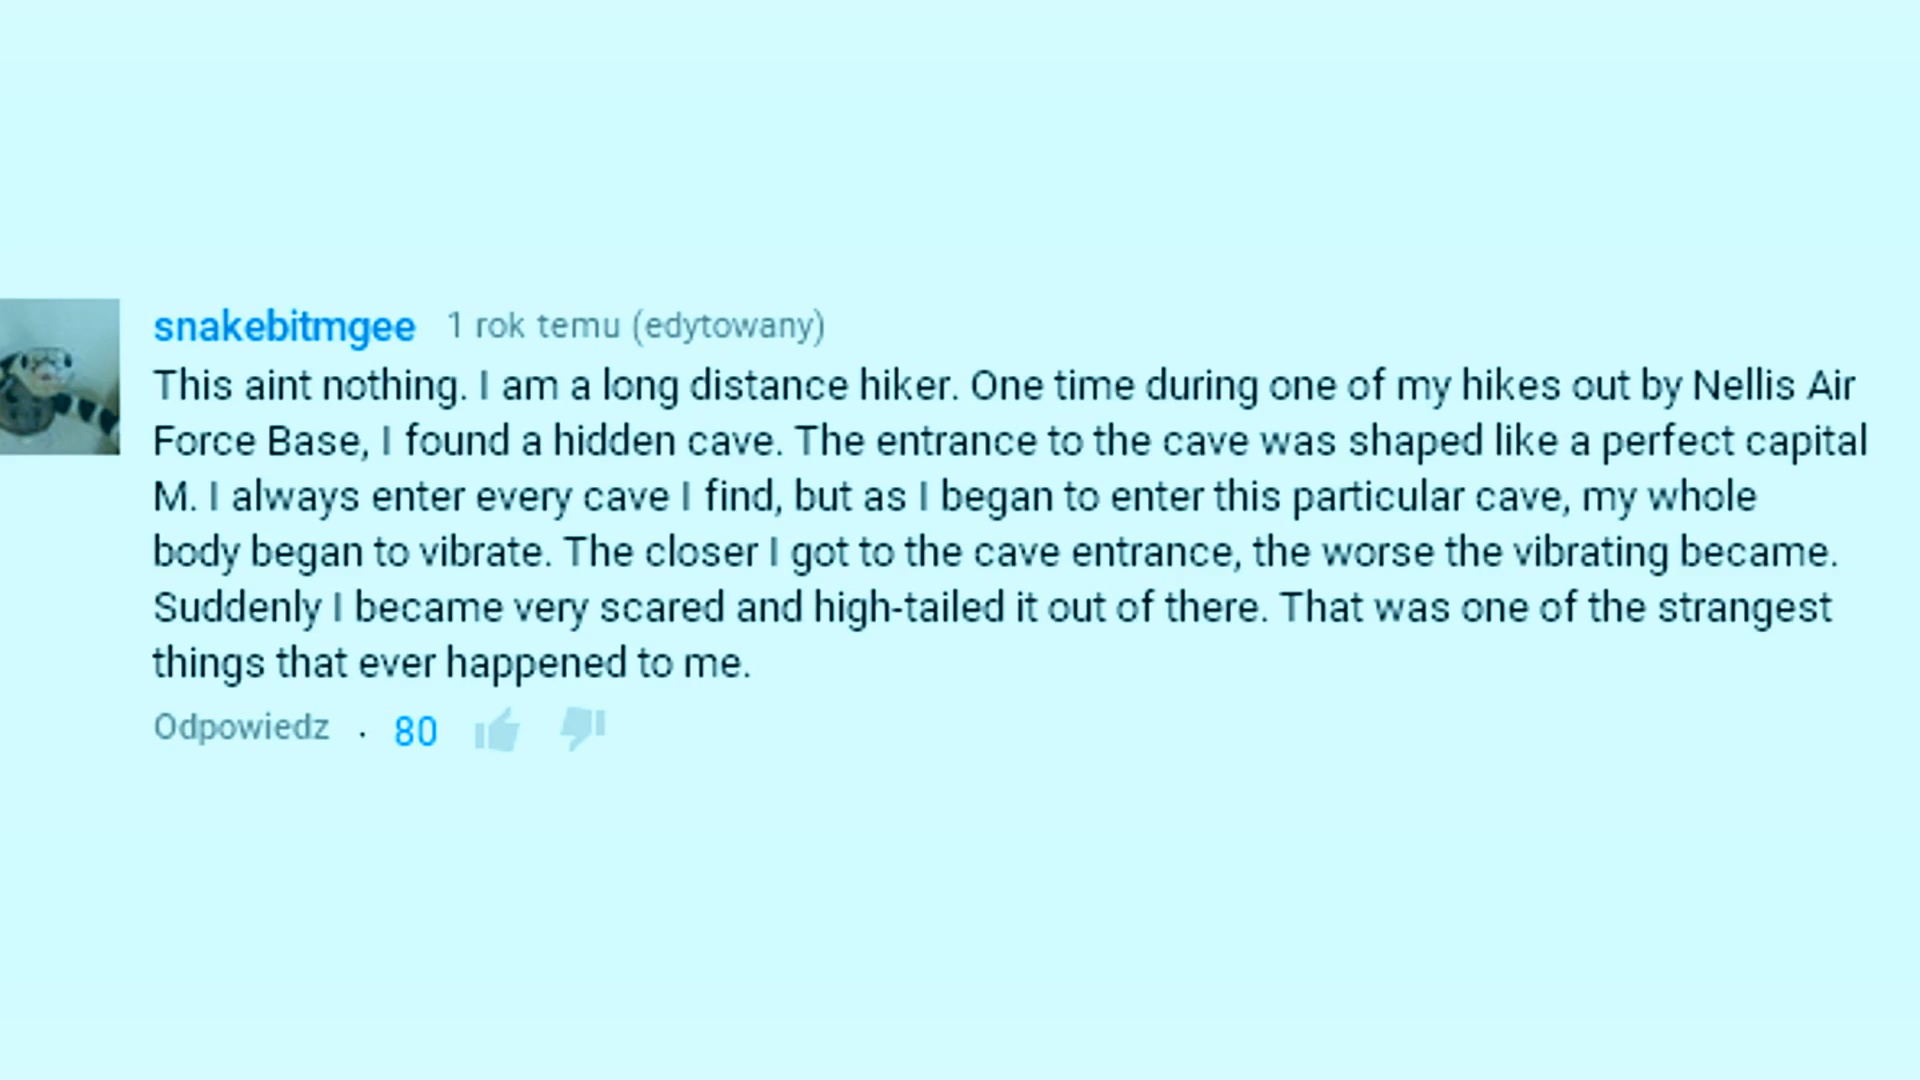 snakebitmgee 1 rok temu (edytowany)
This aint nothing. I am a long distance hiker. One time during one of my hikes out by Nellis Air
Force Base, I found a hidden cave. The entrance to the cave was shaped like a perfect capital
M. I always enter every cave I find, but as I began to enter this particular cave, my whole
body began to vibrate. The closer I got to the cave entrance, the worse the vibrating became.
Suddenly I became very scared and high-tailed it out of there. That was one of the strangest
things that ever happened to me.
Odpowiedz . 80